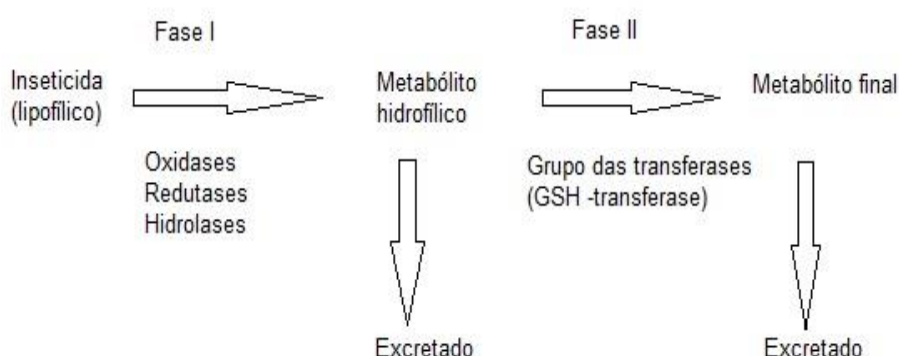 Fase I
Fase II
Inseticida
(lipofílico)
Metabólito
hidrofílico
Metabólito final
Oxidases
Redutases
Hidrolases
Grupo das transferases
(GSH -transferase)
Excretado
Excretado